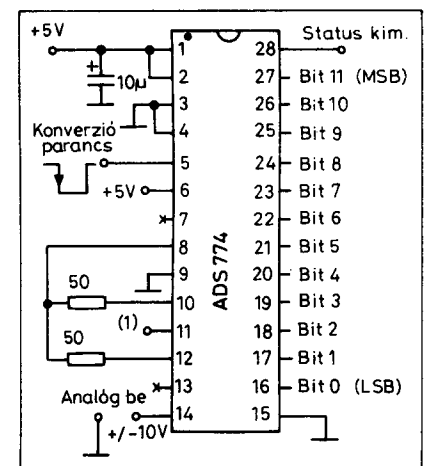 +5V
Status kim.
+
10µ
Konverzió
parancs
+5V
50
(1)
50
Analóg be
+/-10V
1
2
3
4
5
6
7
8
9
10
11
12
13
14
ADS774
28
27 Bit 11 (MSB)
26 Bit 10
25 Bit 9
24 Bit 8
23 Bit 7
22 Bit 6
21 Bit 5
20 Bit 4
19 Bit 3
18 Bit 2
17 Bit 1
16 Bit 0 (LSB)
15